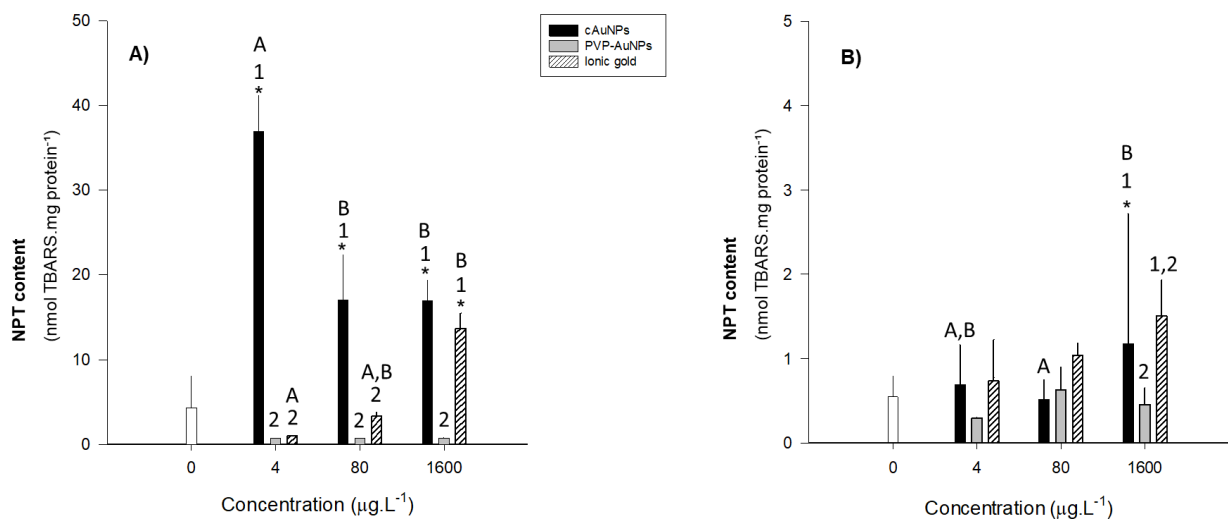 A)
NPT content
(nmol TBARS.mg protein⁻¹)
50
40
30
20
10
0
A
1
*
2
A
2
B
1
*
2
A,B
2
B
1
*
2
B
1
*
0
4
80
1600
Concentration (μg.L⁻¹)
cAuNPs
PVP-AuNPs
Ionic gold
B)
NPT content
(nmol TBARS.mg protein⁻¹)
5
4
3
2
1
0
A,B
A
B
1
*
2
1,2
0
4
80
1600
Concentration (μg.L⁻¹)